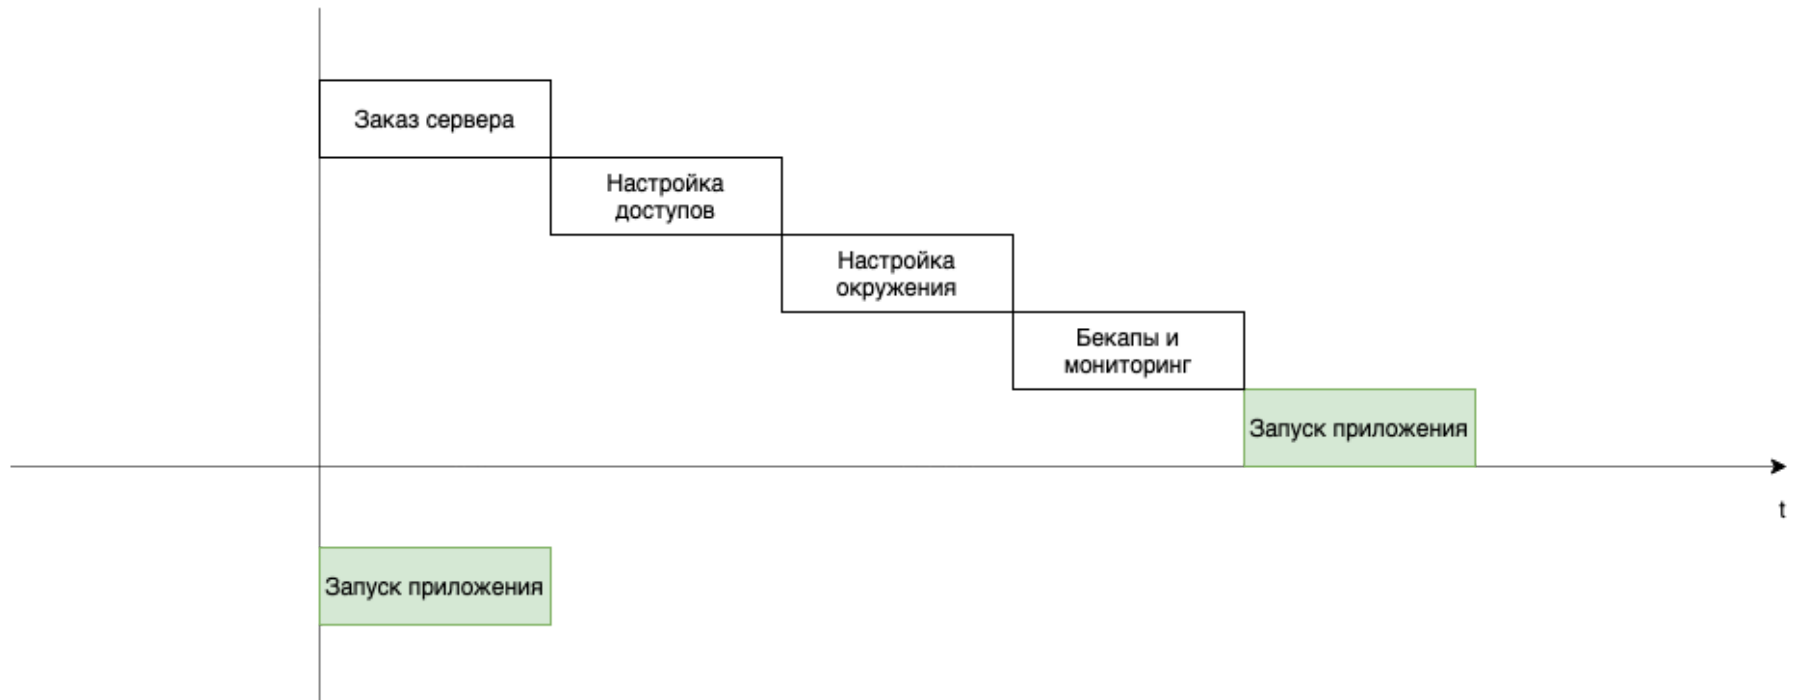 Заказ сервера
Настройка
доступов
Настройка
окружения
Бекапы и
мониторинг
Запуск приложения
t
Запуск приложения